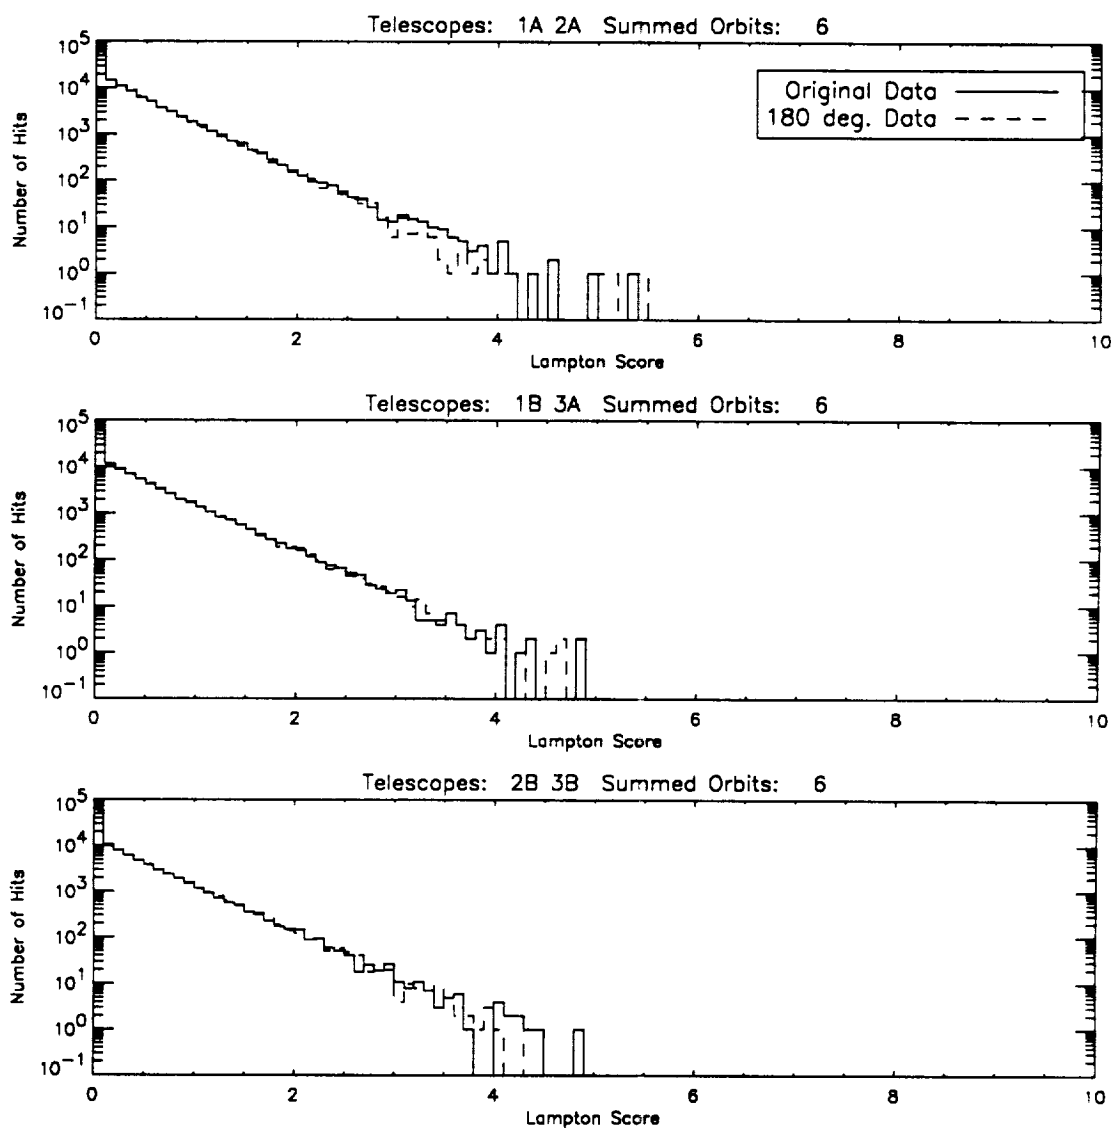 Telescopes: 1A 2A Summed Orbits: 6
10^5
10^4
10^3
10^2
10^1
10^0
10^-1
Number of Hits
Original Data
180 deg. Data
0 2 4 6 8 10
Lampton Score
Telescopes: 1B 3A Summed Orbits: 6
10^5
10^4
10^3
10^2
10^1
10^0
10^-1
Number of Hits
0 2 4 6 8 10
Lampton Score
Telescopes: 2B 3B Summed Orbits: 6
10^5
10^4
10^3
10^2
10^1
10^0
10^-1
Number of Hits
0 2 4 6 8 10
Lampton Score